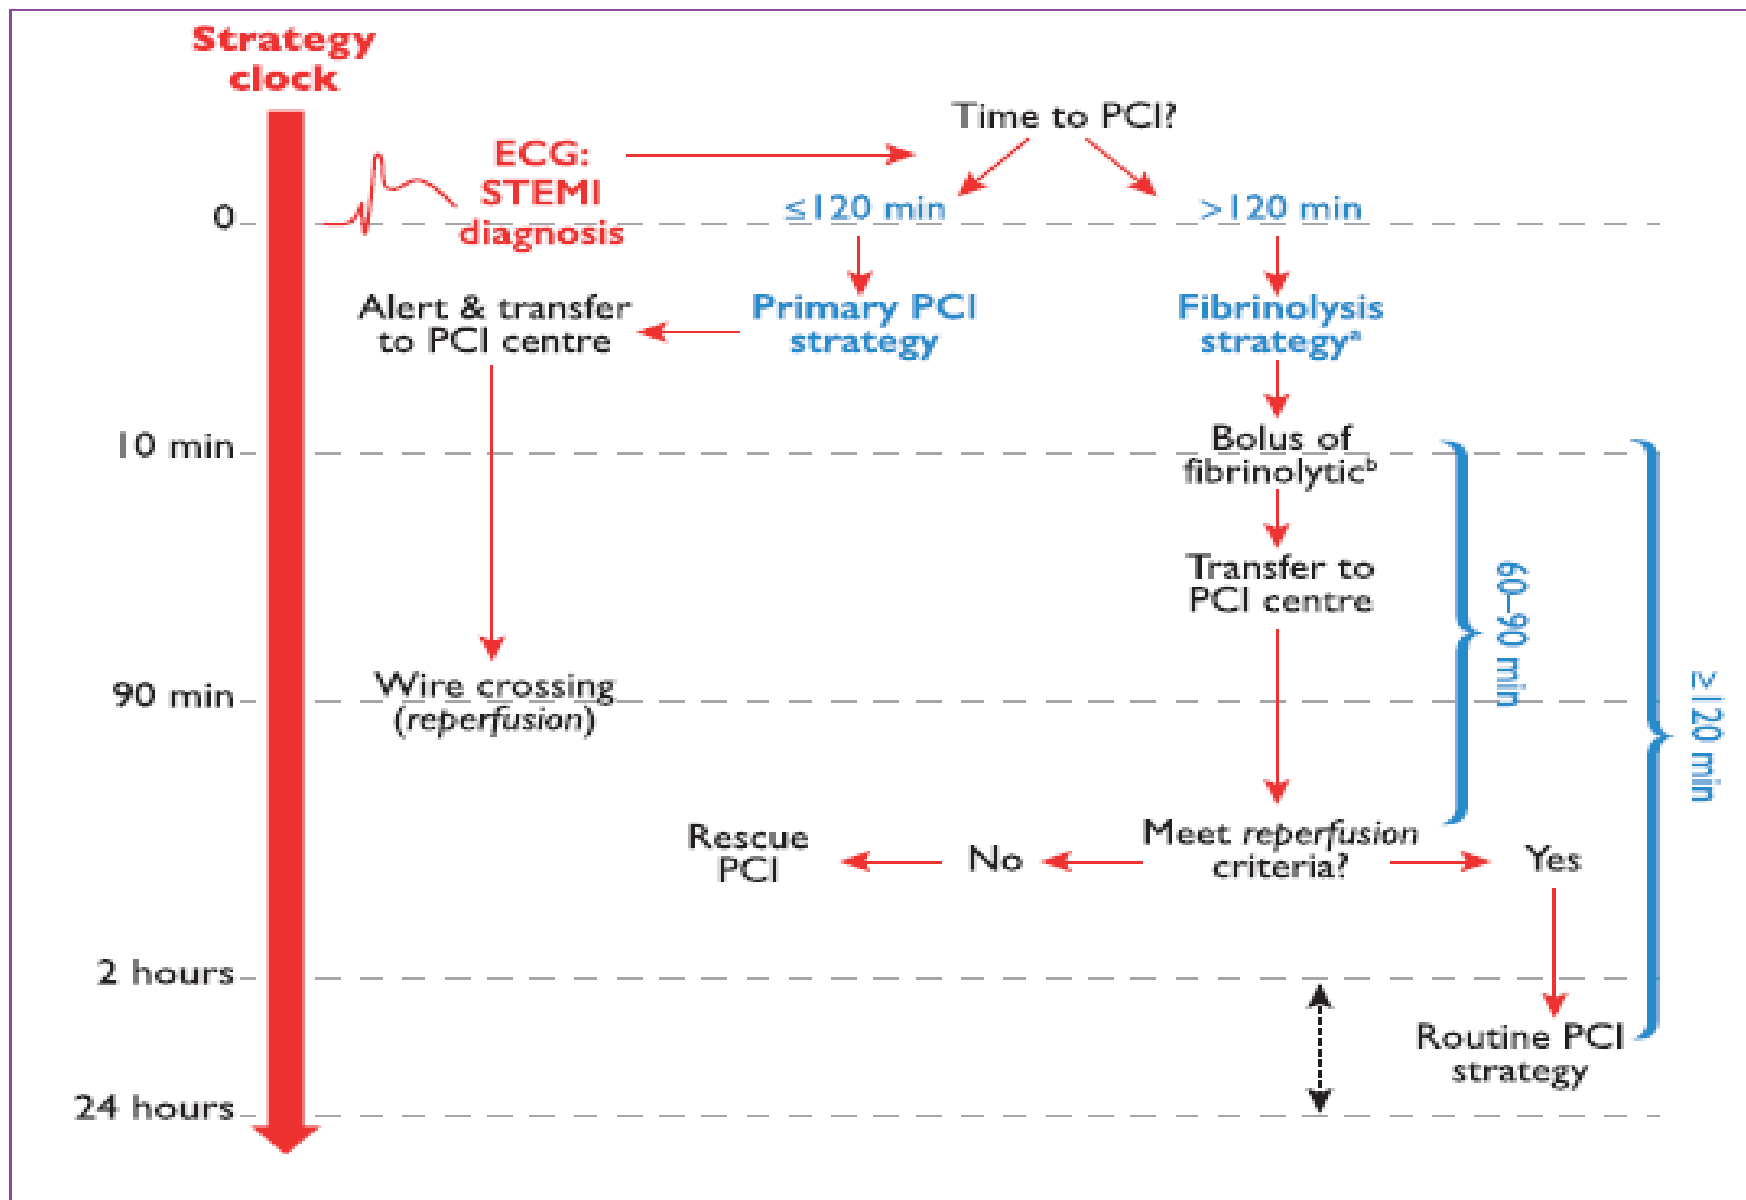 Strategy
clock
Time to PCI?
ECG:
STEMI
diagnosis
0
≤120 min
>120 min
Alert & transfer
to PCI centre
Primary PCI
strategy
Fibrinolysis
strategyᵃ
10 min
Bolus of
fibrinolyticᵇ
Transfer to
PCI centre
60–90 min
≥120 min
90 min
Wire crossing
(reperfusion)
Rescue
PCI
No
Meet reperfusion
criteria?
Yes
2 hours
Routine PCI
strategy
24 hours